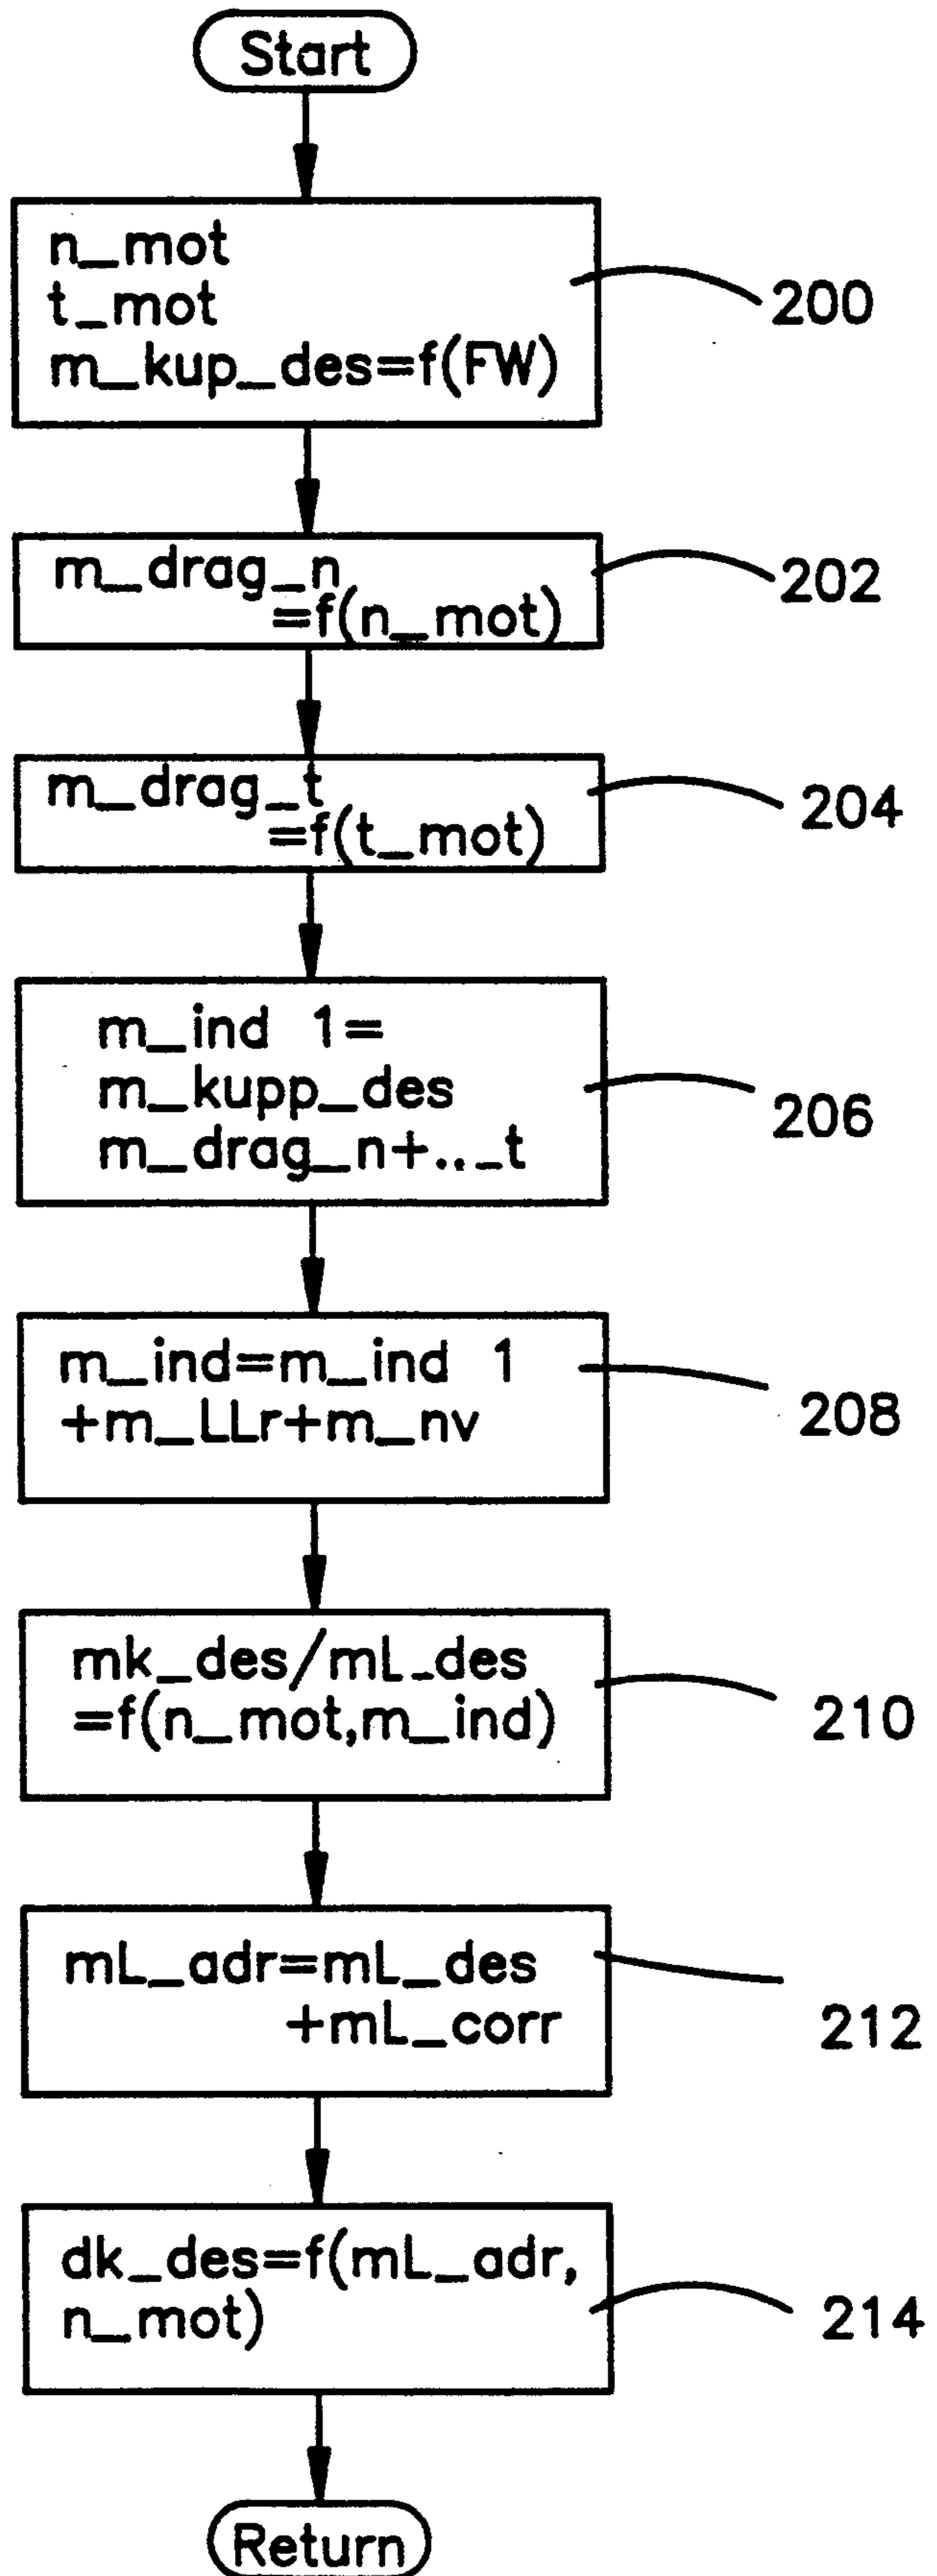 Start
n_mot
t_mot
m_kup_des=f(FW)
200
m_drag_n
=f(n_mot)
202
m_drag_t
=f(t_mot)
204
m_ind 1=
m_kupp_des
m_drag_n+.._t
206
m_ind=m_ind 1
+m_LLr+m_nv
208
mk_des/mL_des
=f(n_mot,m_ind)
210
mL_adr=mL_des
+mL_corr
212
dk_des=f(mL_adr,
n_mot)
214
Return